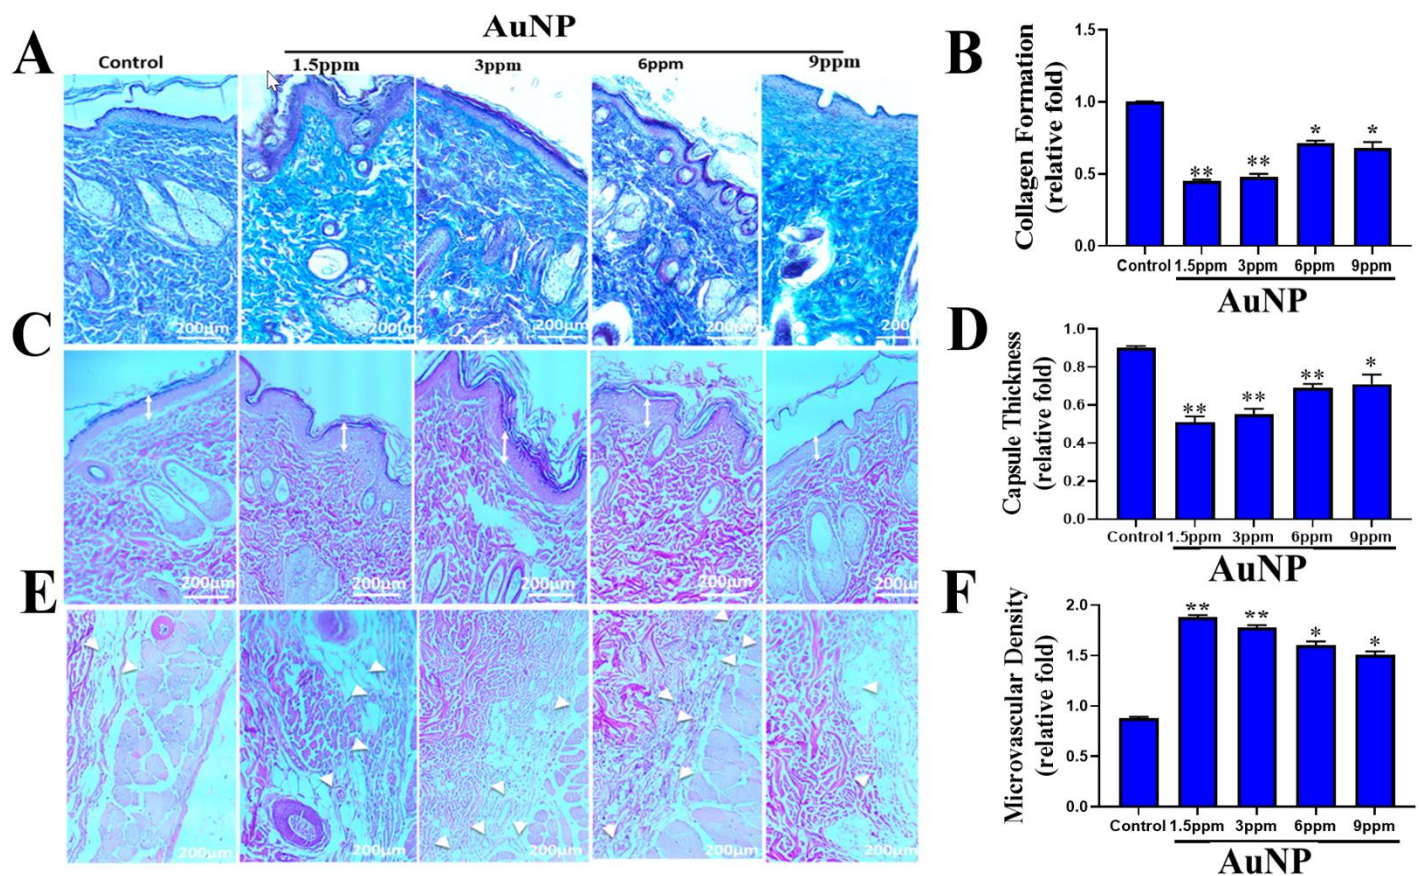 A
AuNP
Control
1.5ppm
3ppm
6ppm
9ppm
200μm
200μm
200μm
200μm
200μm
C
200μm
200μm
200μm
200μm
200μm
E
200μm
200μm
200μm
200μm
200μm
B
Collagen Formation
(relative fold)
1.5
1.0
0.5
0.0
**
**
*
*
Control
1.5ppm
3ppm
6ppm
9ppm
AuNP
D
Capsule Thickness
(relative fold)
1.0
0.8
0.6
0.4
0.2
0.0
**
**
**
*
Control
1.5ppm
3ppm
6ppm
9ppm
AuNP
F
Microvascular Density
(relative fold)
2.0
1.5
1.0
0.5
0.0
**
**
*
*
Control
1.5ppm
3ppm
6ppm
9ppm
AuNP